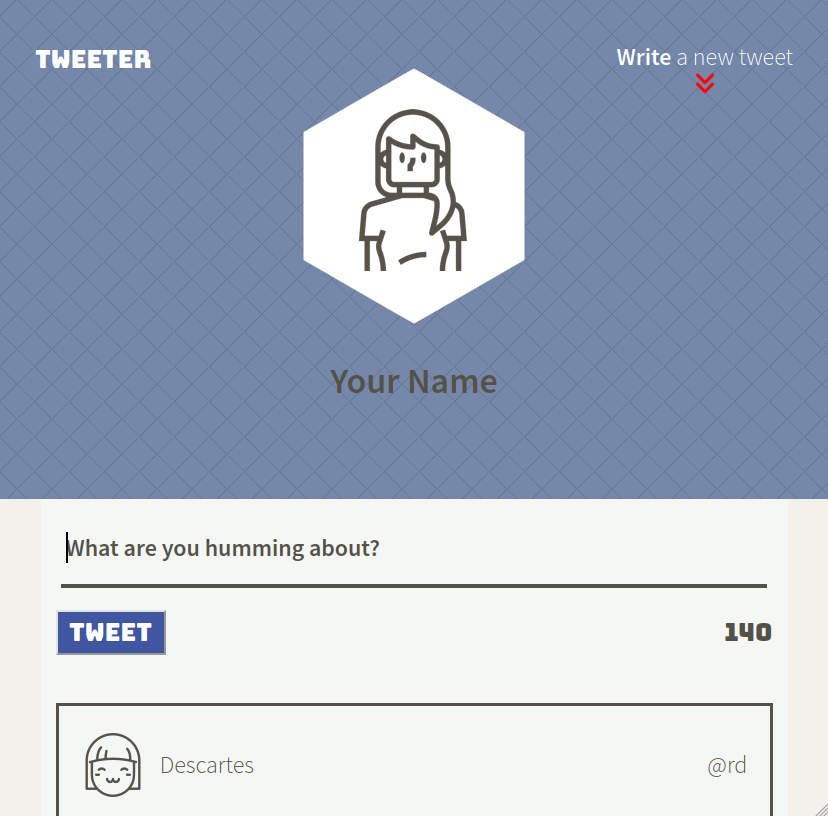 TWEETER
Write a new tweet
Your Name
What are you humming about?
TWEET
140
Descartes
@rd